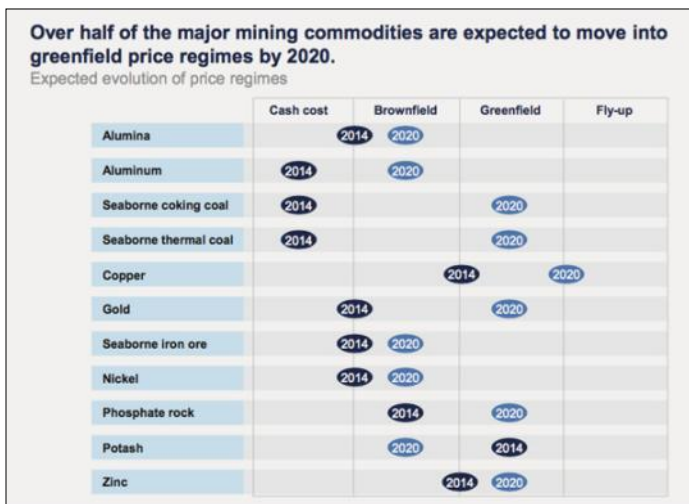 Over half of the major mining commodities are expected to move into
greenfield price regimes by 2020.
Expected evolution of price regimes
Cash cost Brownfield Greenfield Fly-up
Alumina 2014 2020
Aluminum 2014 2020
Seaborne coking coal 2014 2020
Seaborne thermal coal 2014 2020
Copper 2014 2020
Gold 2014 2020
Seaborne iron ore 2014 2020
Nickel 2014 2020
Phosphate rock 2014 2020
Potash 2020 2014
Zinc 2014 2020